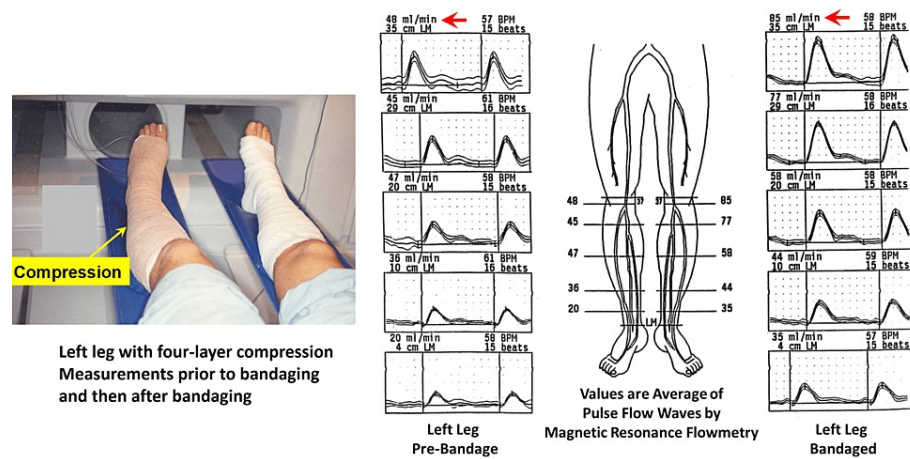 Compression
Left leg with four-layer compression
Measurements prior to bandaging
and then after bandaging
48 ml/min 57 BPM
35 cm LM 15 beats
45 ml/min 61 BPM
29 cm LM 16 beats
47 ml/min 58 BPM
20 cm LM 15 beats
36 ml/min 61 BPM
10 cm LM 16 beats
20 ml/min 58 BPM
4 cm LM 15 beats
Left Leg
Pre-Bandage
48 37 37 85
45 77
47 58
36 44
20 35
LM
Values are Average of
Pulse Flow Waves by
Magnetic Resonance Flowmetry
85 ml/min 58 BPM
35 cm LM 15 beats
77 ml/min 58 BPM
29 cm LM 16 beats
58 ml/min 58 BPM
20 cm LM 15 beats
44 ml/min 59 BPM
10 cm LM 15 beats
35 ml/min 57 BPM
4 cm LM 15 beats
Left Leg
Bandaged